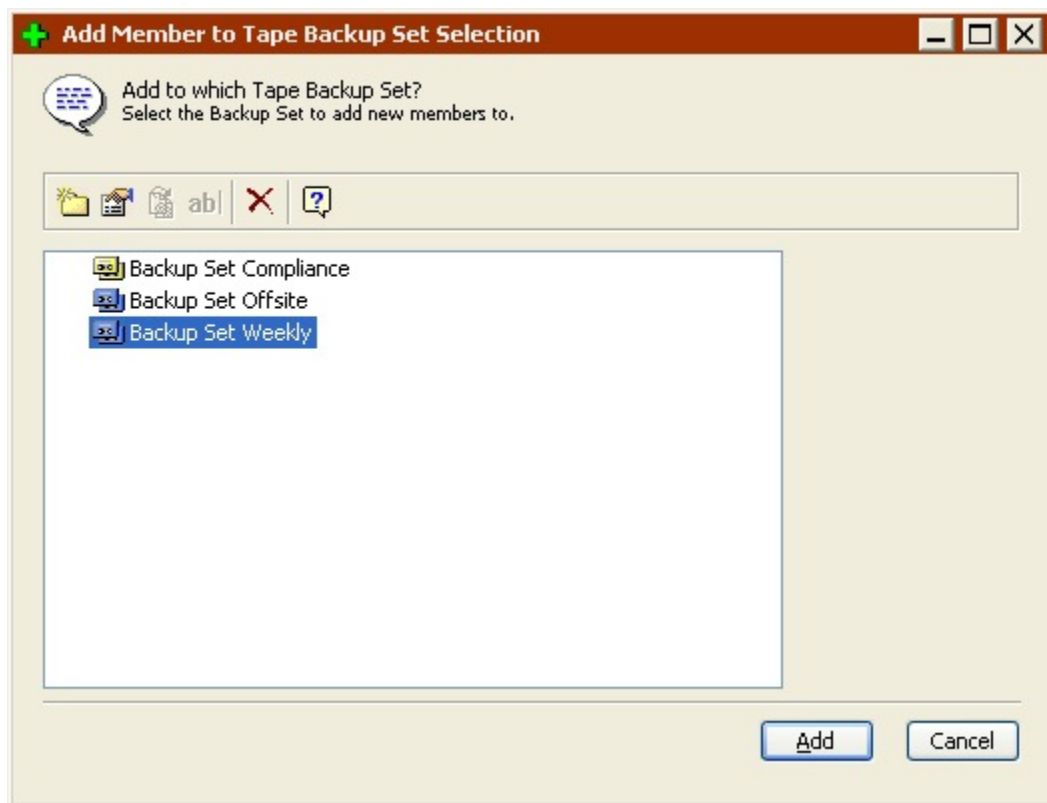 Add Member to Tape Backup Set Selection
Add to which Tape Backup Set?
Select the Backup Set to add new members to.
ab|
Backup Set Compliance
Backup Set Offsite
Backup Set Weekly
Add
Cancel